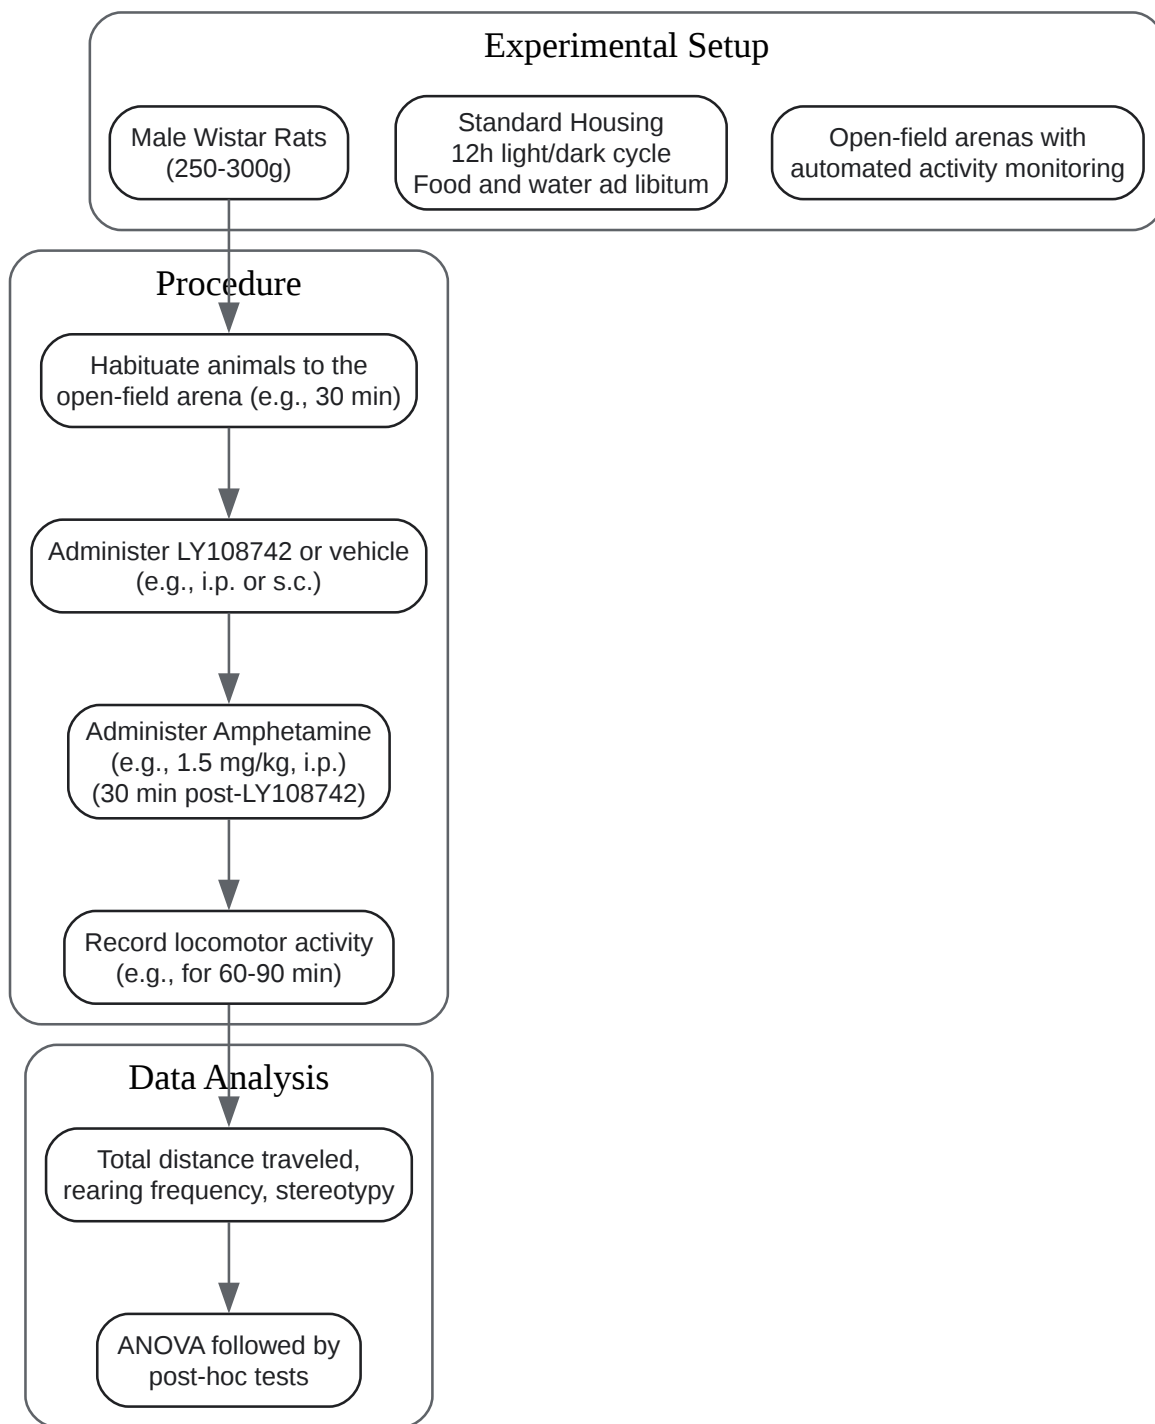 Experimental Setup
Male Wistar Rats
(250-300g)
Standard Housing
12h light/dark cycle
Food and water ad libitum
Open-field arenas with
automated activity monitoring
Procedure
Habituate animals to the
open-field arena (e.g., 30 min)
Administer LY108742 or vehicle
(e.g., i.p. or s.c.)
Administer Amphetamine
(e.g., 1.5 mg/kg, i.p.)
(30 min post-LY108742)
Record locomotor activity
(e.g., for 60-90 min)
Data Analysis
Total distance traveled,
rearing frequency, stereotypy
ANOVA followed by
post-hoc tests